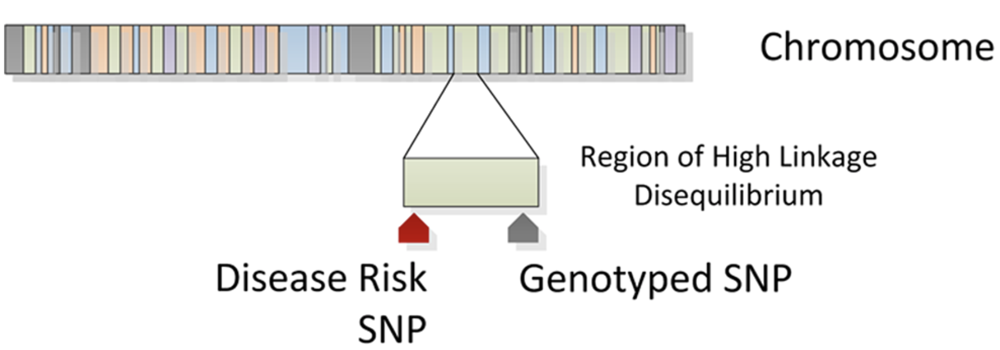 Chromosome
Region of High Linkage
Disequilibrium
Disease Risk
SNP
Genotyped SNP